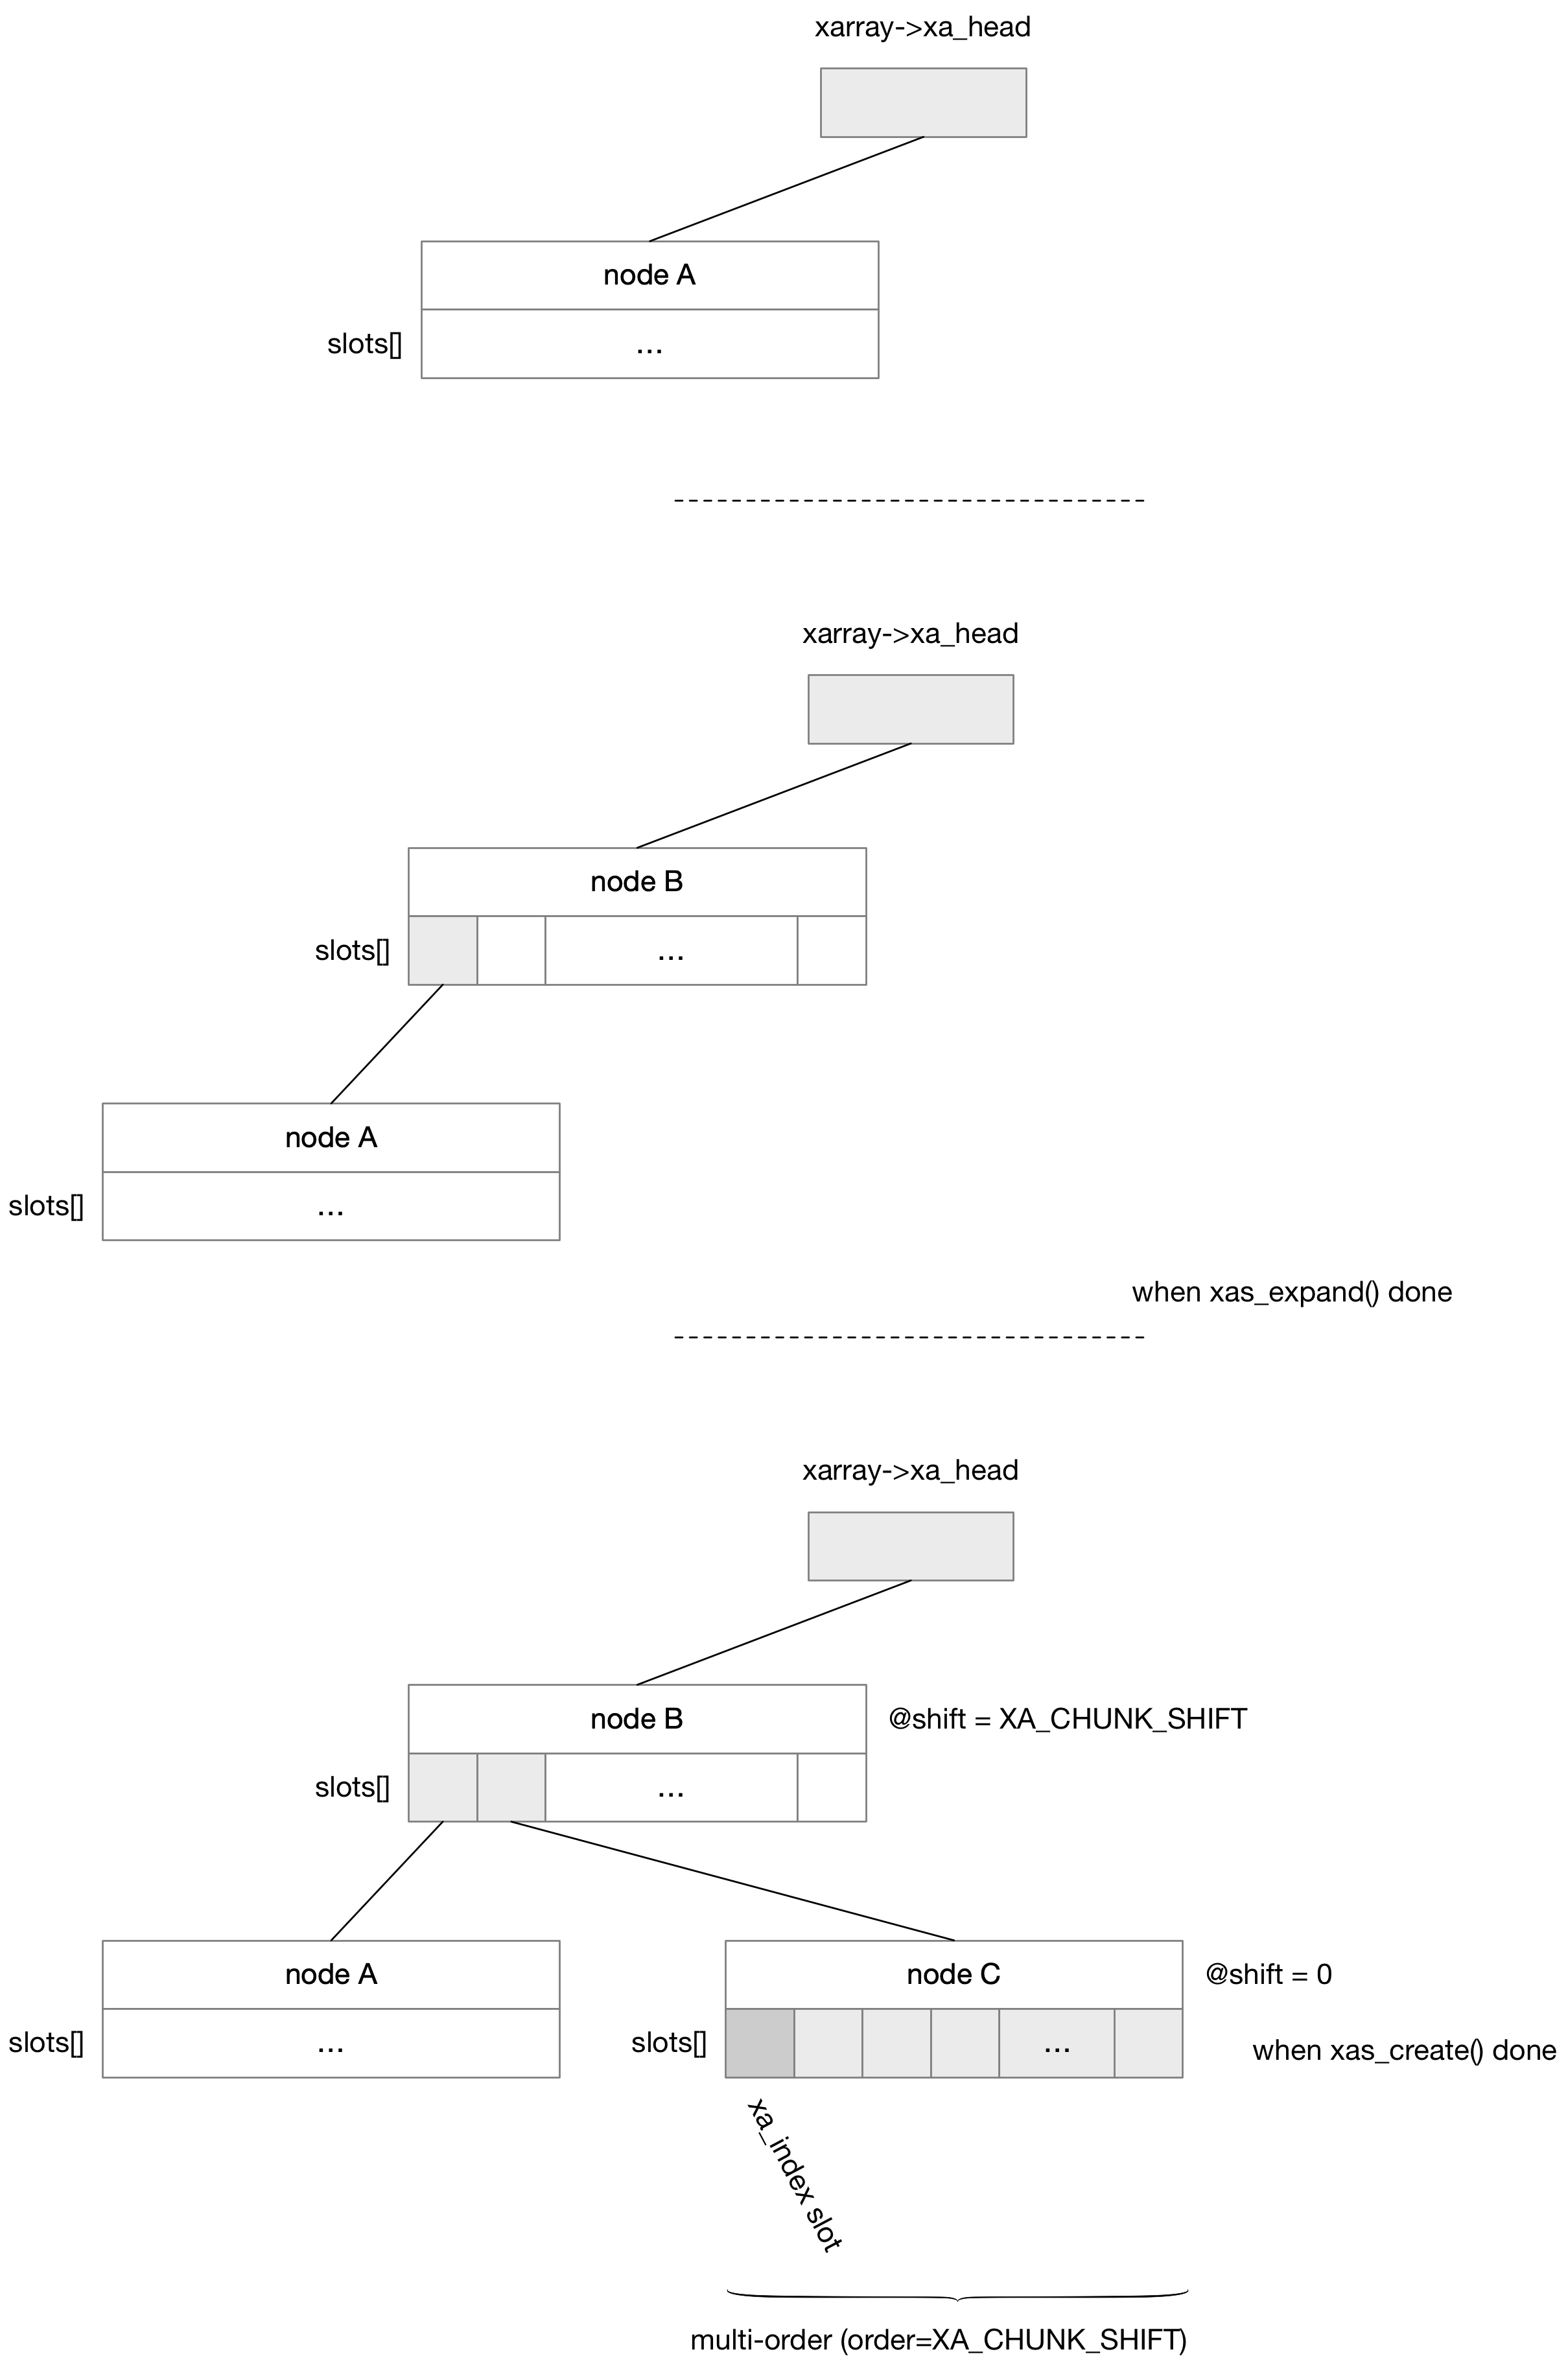 xarray->xa_head
node A
slots[]
...
xarray->xa_head
node B
slots[]
...
node A
slots[]
...
when xas_expand() done
xarray->xa_head
node B
@shift = XA_CHUNK_SHIFT
slots[]
...
node A
node C
@shift = 0
slots[]
...
slots[]
...
when xas_create() done
xa_index slot
multi-order (order=XA_CHUNK_SHIFT)